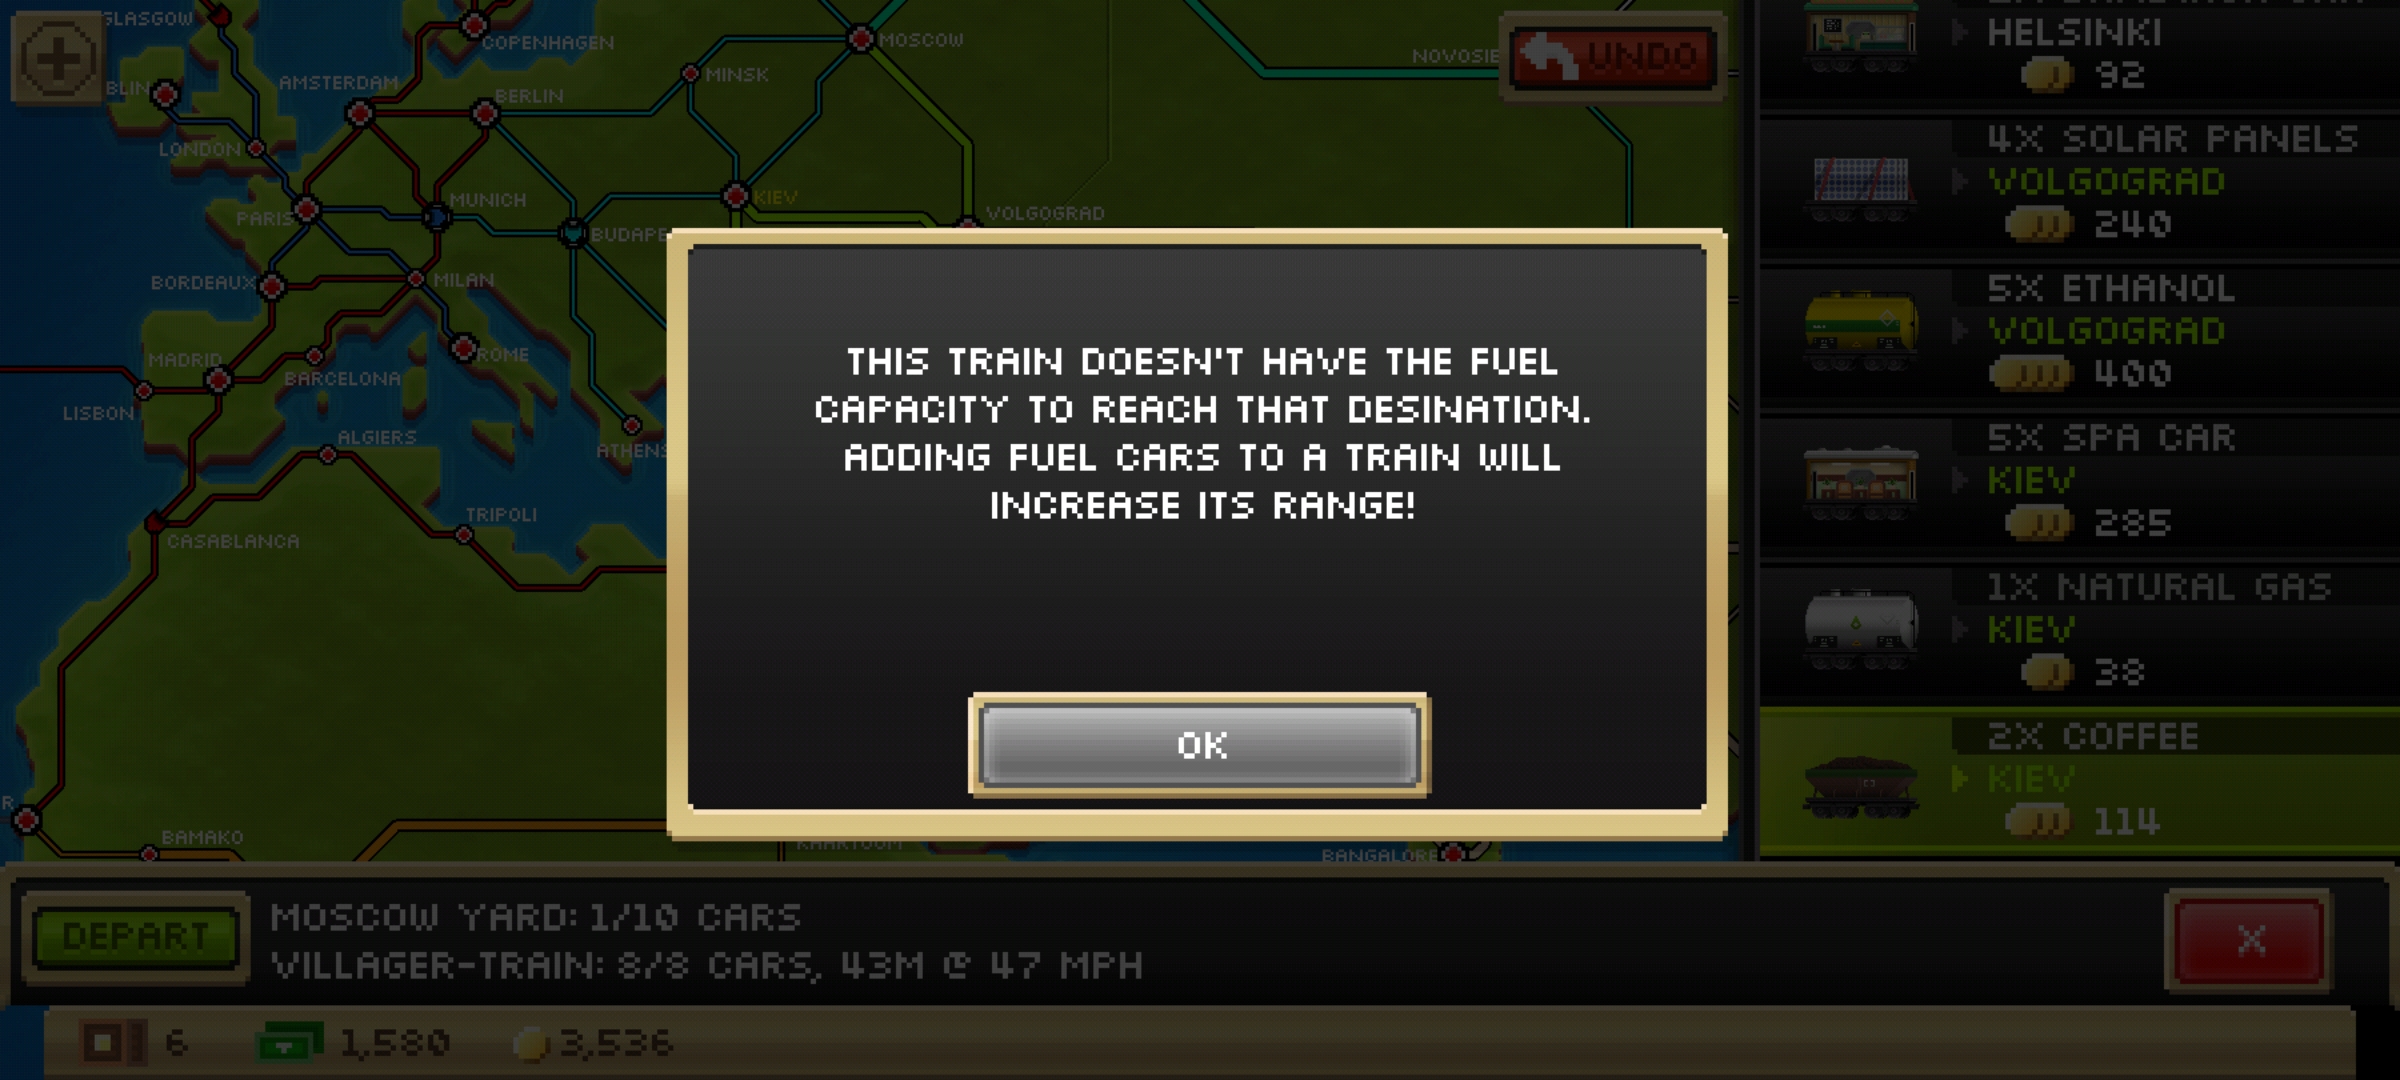 GLASGOW
COPENHAGEN
MOSCOW
NOVOSIE
UNDO
HELSINKI
92
MINSK
AMSTERDAM
BLIN
BERLIN
4X SOLAR PANELS
VOLGOGRAD
240
LONDON
MUNICH
KIEV
PARIS
VOLGOGRAD
BUDAPE
5X ETHANOL
VOLGOGRAD
400
BORDEAUX
MILAN
MADRID
ROME
BARCELONA
LISBON
ALGIERS
ATHENS
5X SPA CAR
KIEV
285
TRIPOLI
CASABLANCA
THIS TRAIN DOESN'T HAVE THE FUEL
CAPACITY TO REACH THAT DESINATION.
ADDING FUEL CARS TO A TRAIN WILL
INCREASE ITS RANGE!
OK
1X NATURAL GAS
KIEV
38
2X COFFEE
KIEV
114
R
BAMAKO
KHARTOUM
BANGALORE
DEPART
MOSCOW YARD: 1/10 CARS
VILLAGER-TRAIN: 8/8 CARS, 43M @ 47 MPH
X
6
1,580
3,536